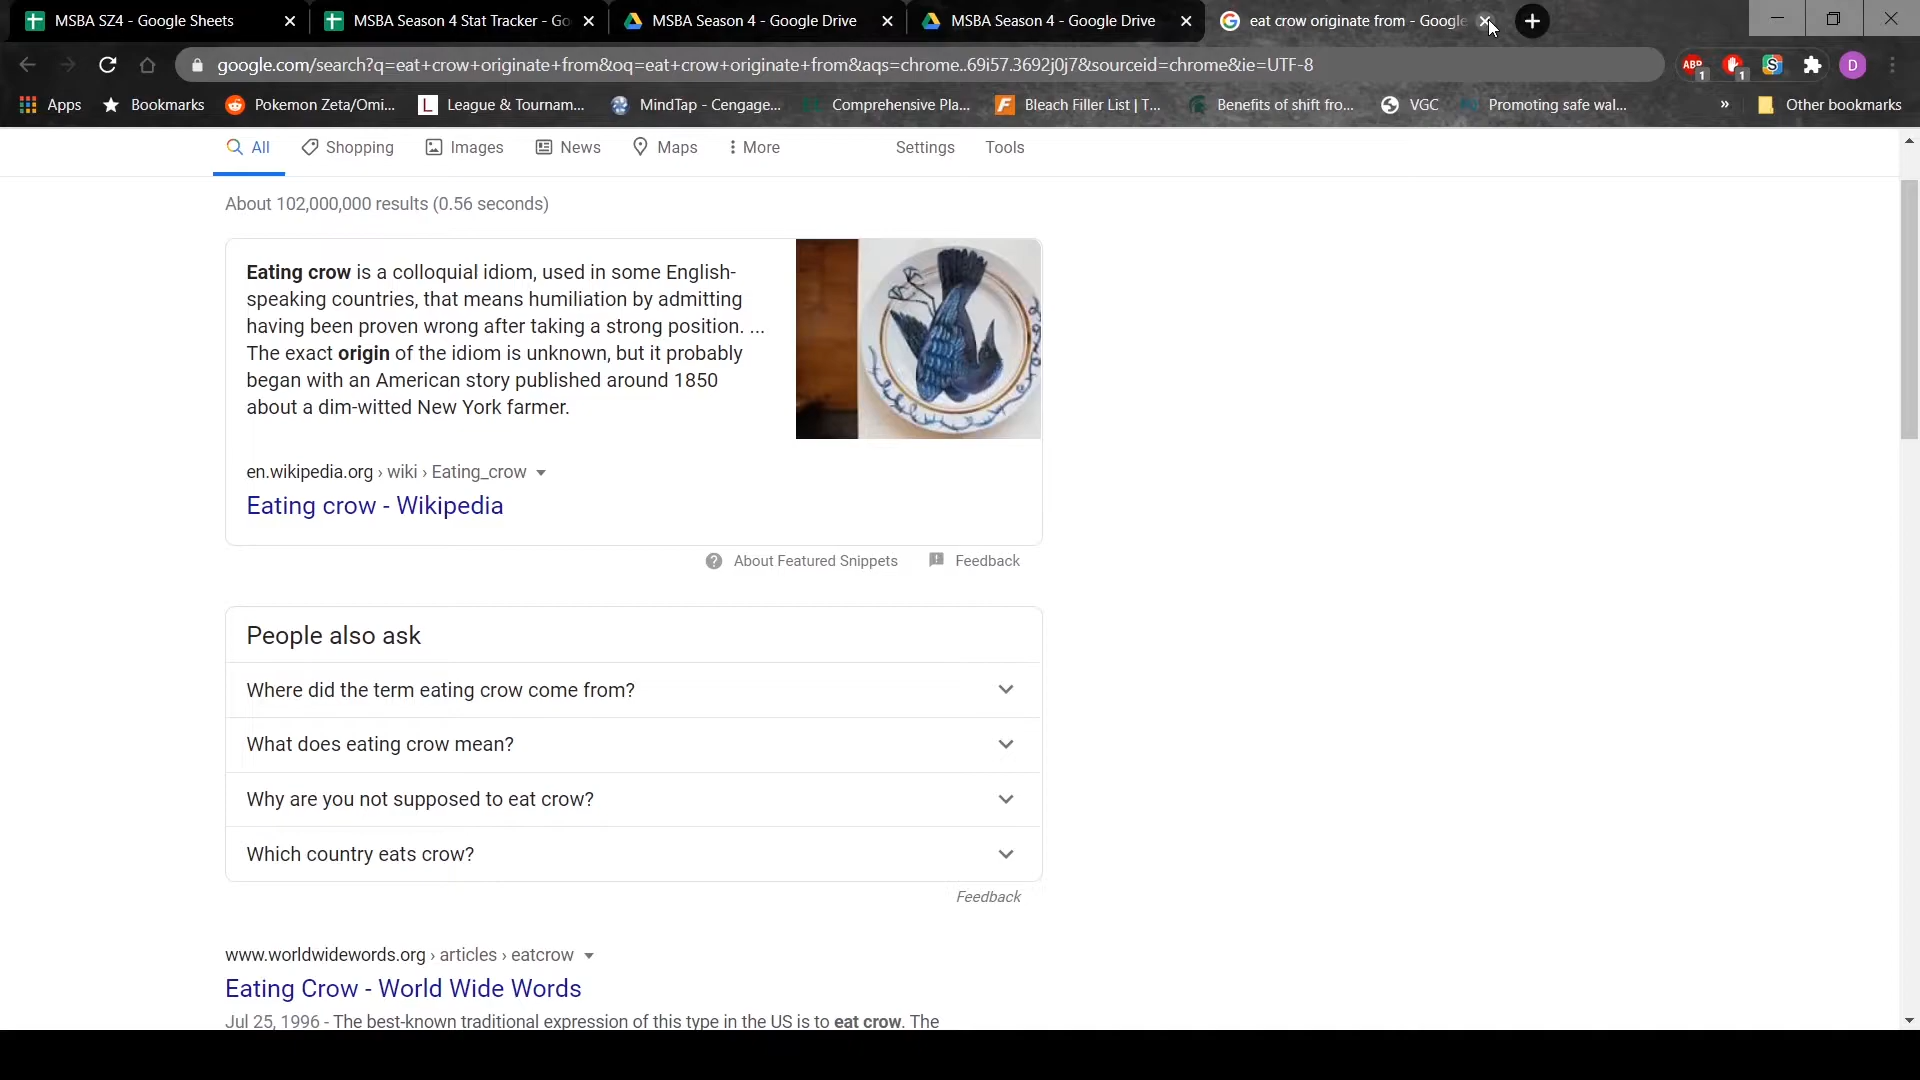 MSBA SZ4 - Google Sheets
MSBA Season 4 Stat Tracker - Go
MSBA Season 4 - Google Drive
MSBA Season 4 - Google Drive
eat crow originate from - Google
google.com/search?q=eat+crow+originate+from&oq=eat+crow+originate+from&aqs=chrome..69i57.3692j0j7&sourceid=chrome&ie=UTF-8
ABP 1 1 S D
Apps Bookmarks Pokemon Zeta/Omi... L League & Tournam... MindTap - Cengage... Comprehensive Pla... F Bleach Filler List | T... Benefits of shift fro... VGC Promoting safe wal... » Other bookmarks
All Shopping Images News Maps More Settings Tools
About 102,000,000 results (0.56 seconds)
Eating crow is a colloquial idiom, used in some English-
speaking countries, that means humiliation by admitting
having been proven wrong after taking a strong position. ...
The exact origin of the idiom is unknown, but it probably
began with an American story published around 1850
about a dim-witted New York farmer.
en.wikipedia.org › wiki › Eating_crow
Eating crow - Wikipedia
About Featured Snippets Feedback
People also ask
Where did the term eating crow come from?
What does eating crow mean?
Why are you not supposed to eat crow?
Which country eats crow?
Feedback
www.worldwidewords.org › articles › eatcrow
Eating Crow - World Wide Words
Jul 25, 1996 - The best-known traditional expression of this type in the US is to eat crow. The